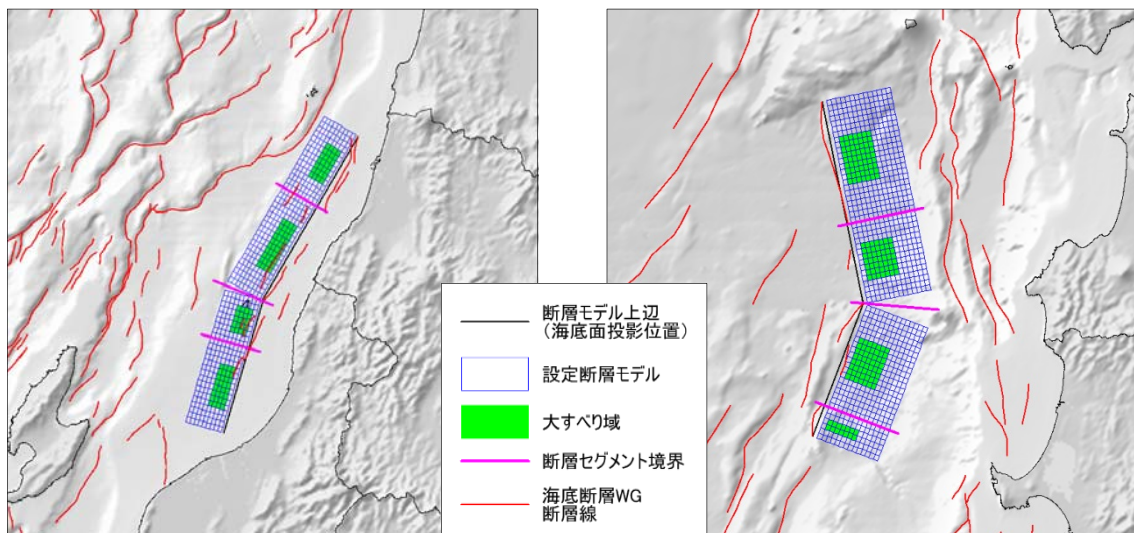 断層モデル上辺
(海底面投影位置)
設定断層モデル
大すべり域
断層セグメント境界
海底断層WG
断層線